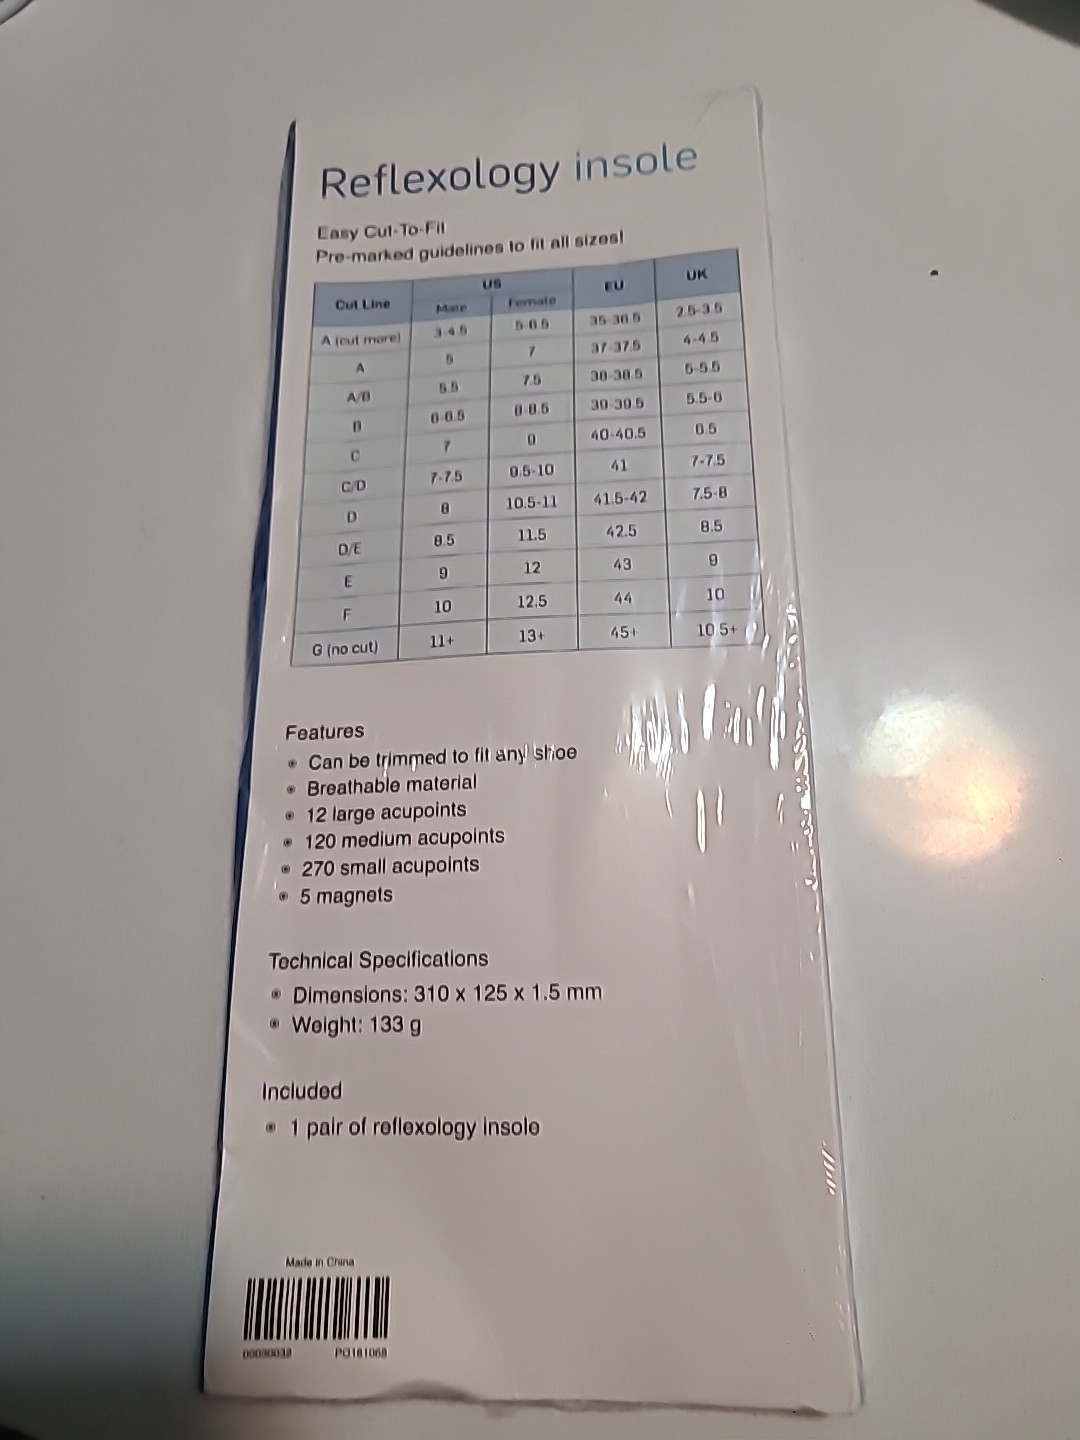 Reflexology insole
Easy Cut-To-Fit
Pre-marked guidelines to fit all sizes!
Cut Line US EU UK
Male Female
A (cut more) 3-4.5 5-6.5 35-36.5 2.5-3.5
A 5 7 37-37.5 4-4.5
A/B 5.5 7.5 38-38.5 5-5.5
B 6-6.5 8-8.5 39-39.5 5.5-6
C 7 9 40-40.5 6.5
C/D 7-7.5 9.5-10 41 7-7.5
D 8 10.5-11 41.5-42 7.5-8
D/E 8.5 11.5 42.5 8.5
E 9 12 43 9
F 10 12.5 44 10
G (no cut) 11+ 13+ 45+ 10.5+
Features
Can be trimmed to fit any shoe
Breathable material
12 large acupoints
120 medium acupoints
270 small acupoints
5 magnets
Technical Specifications
Dimensions: 310 x 125 x 1.5 mm
Weight: 133 g
Included
1 pair of reflexology insole
Made in China
PO181068